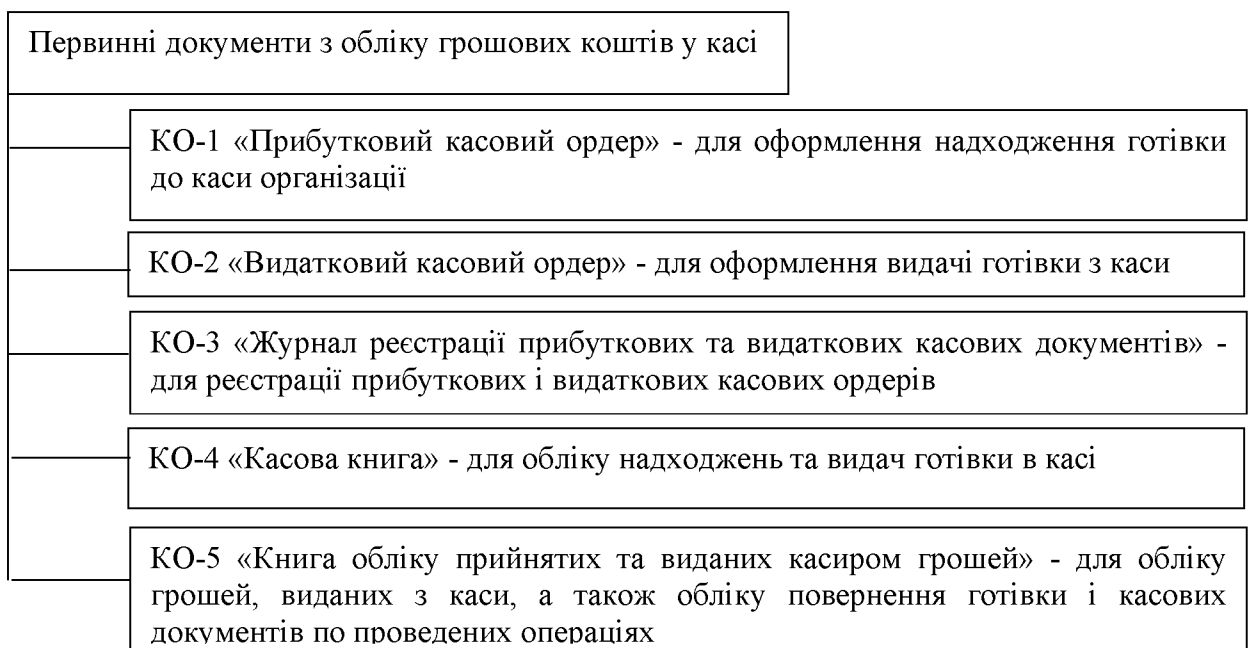 Первинні документи з обліку грошових коштів у касі
КО-1 «Прибутковий касовий ордер» - для оформлення надходження готівки
до каси організації
КО-2 «Видатковий касовий ордер» - для оформлення видачі готівки з каси
КО-3 «Журнал реєстрації прибуткових та видаткових касових документів» -
для реєстрації прибуткових і видаткових касових ордерів
КО-4 «Касова книга» - для обліку надходжень та видач готівки в касі
КО-5 «Книга обліку прийнятих та виданих касиром грошей» - для обліку
грошей, виданих з каси, а також обліку повернення готівки і касових
документів по проведених операціях